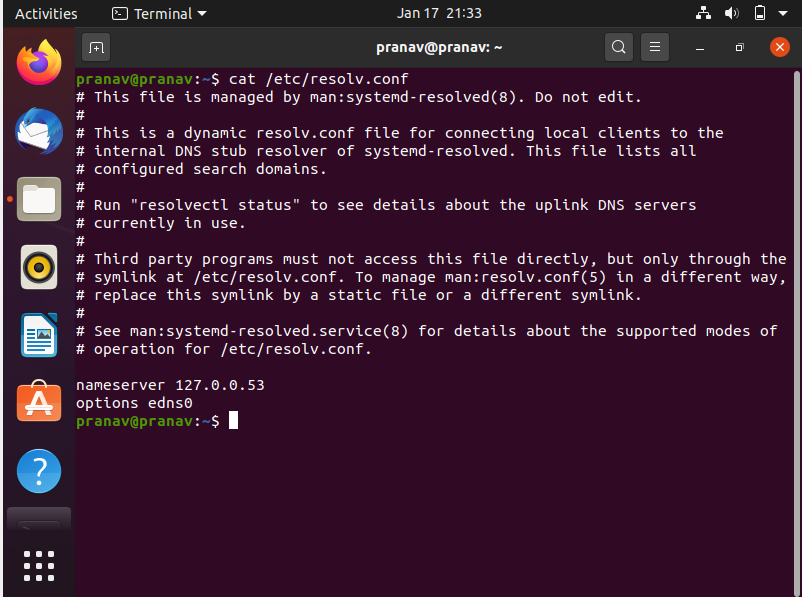 Activities
Terminal
Jan 17 21:33
pranav@pranav: ~
pranav@pranav:~$ cat /etc/resolv.conf
# This file is managed by man:systemd-resolved(8). Do not edit.
#
# This is a dynamic resolv.conf file for connecting local clients to the
# internal DNS stub resolver of systemd-resolved. This file lists all
# configured search domains.
#
# Run "resolvectl status" to see details about the uplink DNS servers
# currently in use.
#
# Third party programs must not access this file directly, but only through the
# symlink at /etc/resolv.conf. To manage man:resolv.conf(5) in a different way,
# replace this symlink by a static file or a different symlink.
#
# See man:systemd-resolved.service(8) for details about the supported modes of
# operation for /etc/resolv.conf.
nameserver 127.0.0.53
options edns0
pranav@pranav:~$